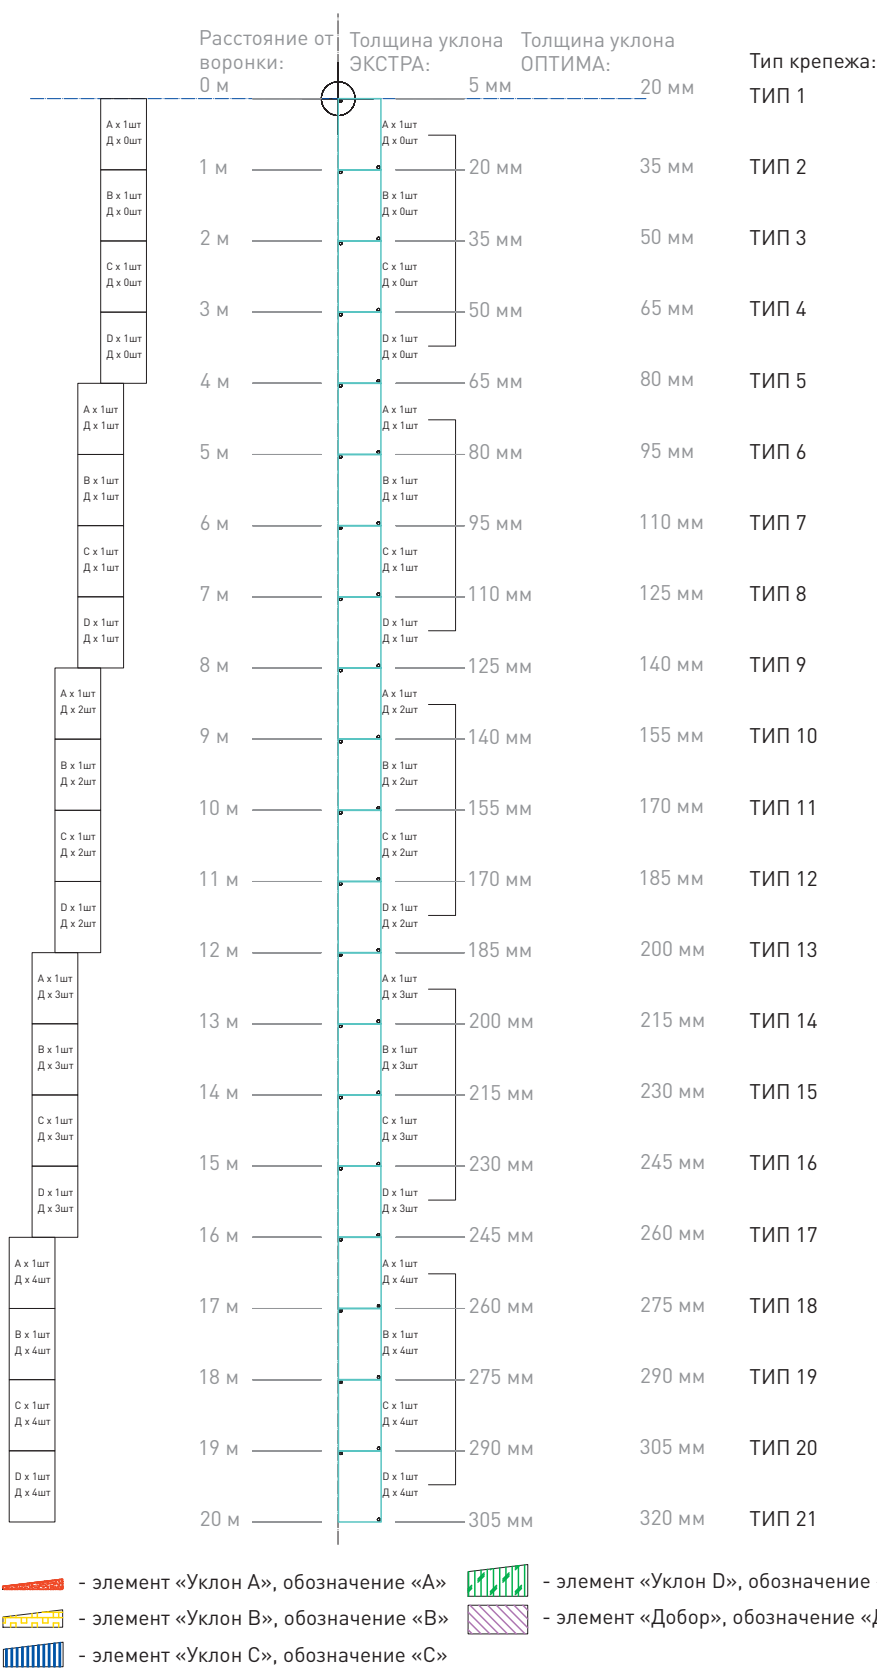 Расстояние от воронки:
Толщина уклона ЭКСТРА:
Толщина уклона ОПТИМА:
Тип крепежа:
0 м 5 мм 20 мм ТИП 1
A x 1шт A x 1шт
Д x 0шт Д x 0шт
1 м 20 мм 35 мм ТИП 2
B x 1шт B x 1шт
Д x 0шт Д x 0шт
2 м 35 мм 50 мм ТИП 3
C x 1шт C x 1шт
Д x 0шт Д x 0шт
3 м 50 мм 65 мм ТИП 4
D x 1шт D x 1шт
Д x 0шт Д x 0шт
4 м 65 мм 80 мм ТИП 5
A x 1шт A x 1шт
Д x 1шт Д x 1шт
5 м 80 мм 95 мм ТИП 6
B x 1шт B x 1шт
Д x 1шт Д x 1шт
6 м 95 мм 110 мм ТИП 7
C x 1шт C x 1шт
Д x 1шт Д x 1шт
7 м 110 мм 125 мм ТИП 8
D x 1шт D x 1шт
Д x 1шт Д x 1шт
8 м 125 мм 140 мм ТИП 9
A x 1шт A x 1шт
Д x 2шт Д x 2шт
9 м 140 мм 155 мм ТИП 10
B x 1шт B x 1шт
Д x 2шт Д x 2шт
10 м 155 мм 170 мм ТИП 11
C x 1шт C x 1шт
Д x 2шт Д x 2шт
11 м 170 мм 185 мм ТИП 12
D x 1шт D x 1шт
Д x 2шт Д x 2шт
12 м 185 мм 200 мм ТИП 13
A x 1шт A x 1шт
Д x 3шт Д x 3шт
13 м 200 мм 215 мм ТИП 14
B x 1шт B x 1шт
Д x 3шт Д x 3шт
14 м 215 мм 230 мм ТИП 15
C x 1шт C x 1шт
Д x 3шт Д x 3шт
15 м 230 мм 245 мм ТИП 16
D x 1шт D x 1шт
Д x 3шт Д x 3шт
16 м 245 мм 260 мм ТИП 17
A x 1шт A x 1шт
Д x 4шт Д x 4шт
17 м 260 мм 275 мм ТИП 18
B x 1шт B x 1шт
Д x 4шт Д x 4шт
18 м 275 мм 290 мм ТИП 19
C x 1шт C x 1шт
Д x 4шт Д x 4шт
19 м 290 мм 305 мм ТИП 20
D x 1шт D x 1шт
Д x 4шт Д x 4шт
20 м 305 мм 320 мм ТИП 21
- элемент «Уклон A», обозначение «A»
- элемент «Уклон B», обозначение «B»
- элемент «Уклон C», обозначение «C»
- элемент «Уклон D», обозначение
- элемент «Добор», обозначение